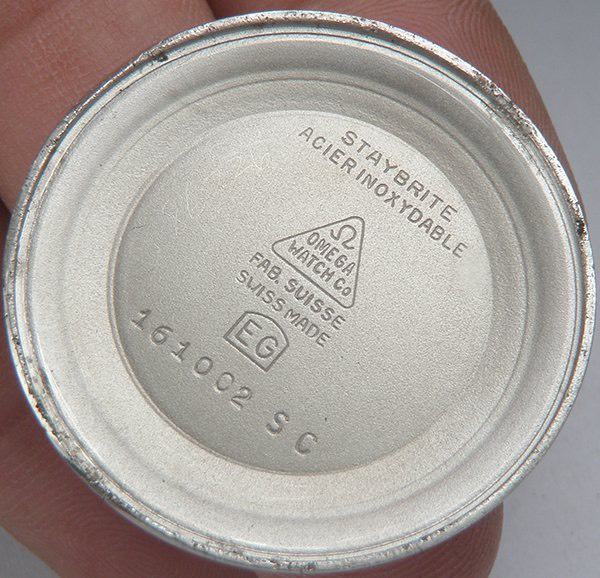 STAYBRITE
ACIER INOXYDABLE
Ω
OMEGA
WATCH Co
FAB. SUISSE
SWISS MADE
EG
161002 SC